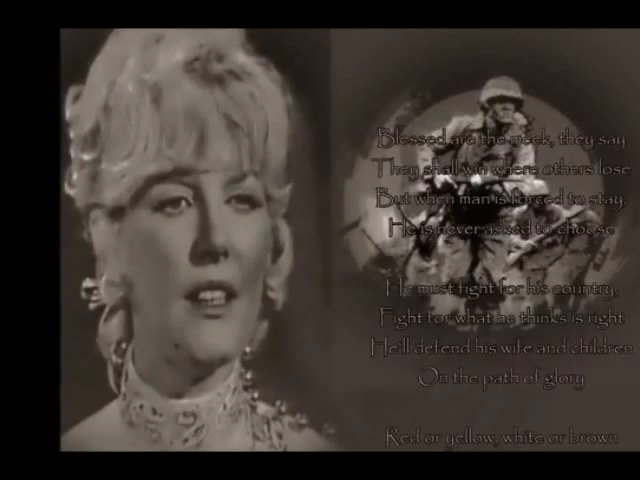 Blessed are the meek, they say
They shall win where others lose
But when man is forced to stay,
He is never asked to choose
He must fight for his country,
Fight for what he thinks is right
He'll defend his wife and children
On the path of glory
Red or yellow, white or brown